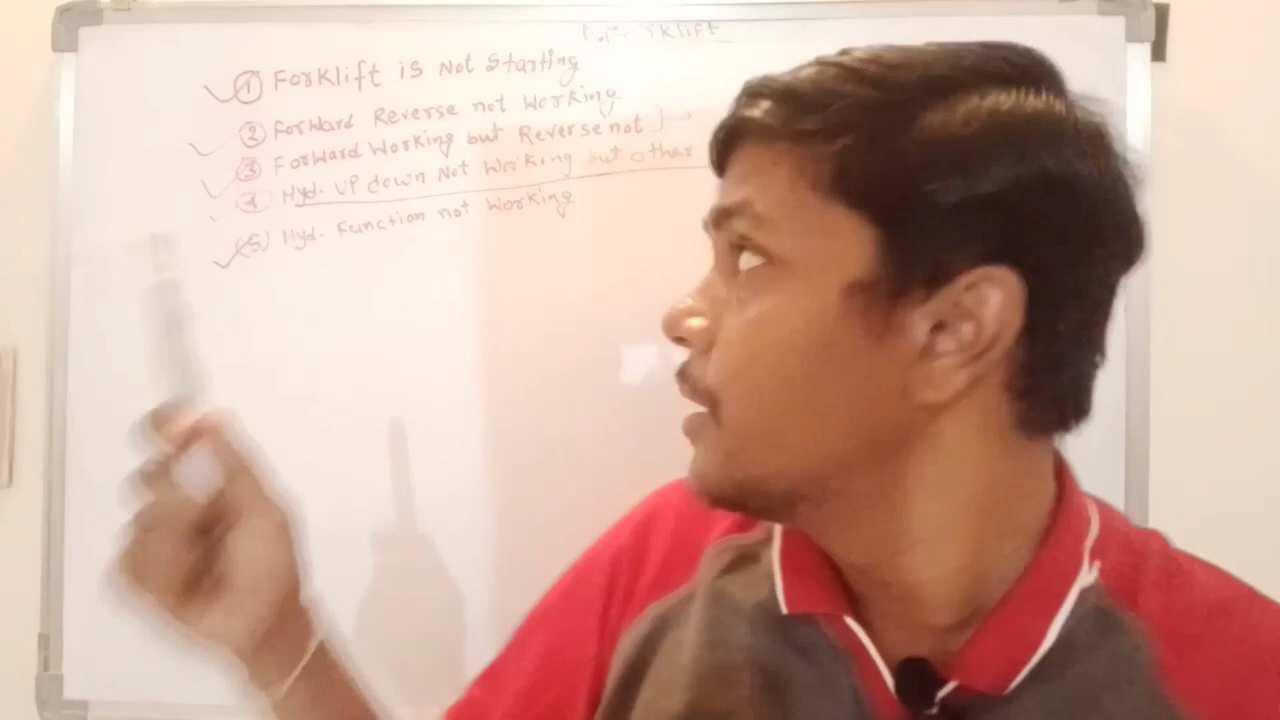 ① Forklift is Not Starting
② Forward Reverse not Working.
③ Forward Working but Reverse not
④ Hyd. UP down Not Working but other
(5) Hyd. Function not Working